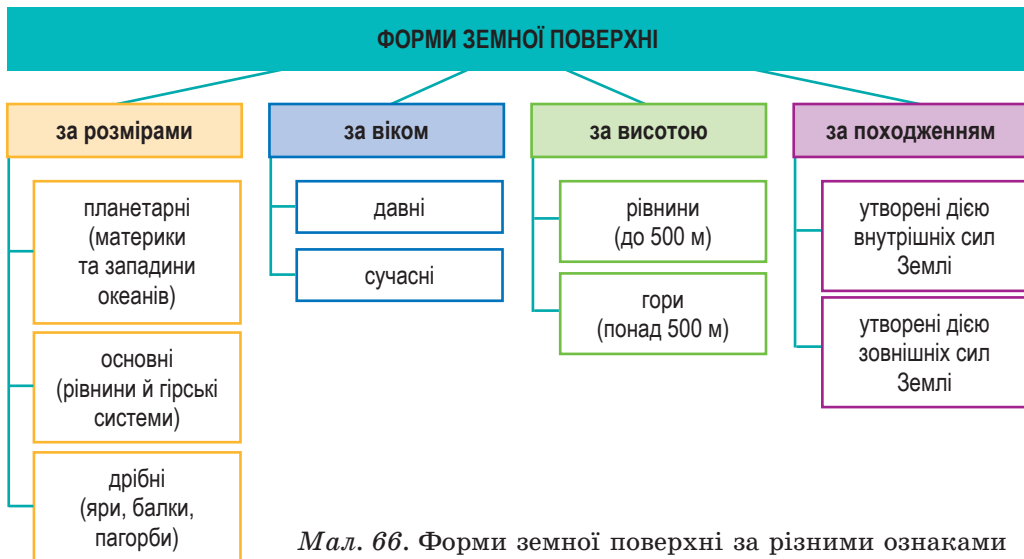 ФОРМИ ЗЕМНОЇ ПОВЕРХНІ
за розмірами
планетарні
(материки
та западини
океанів)
основні
(рівнини й гірські
системи)
дрібні
(яри, балки,
пагорби)
за віком
давні
сучасні
за висотою
рівнини
(до 500 м)
гори
(понад 500 м)
за походженням
утворені дією
внутрішніх сил
Землі
утворені дією
зовнішніх сил
Землі
Мал. 66. Форми земної поверхні за різними ознаками